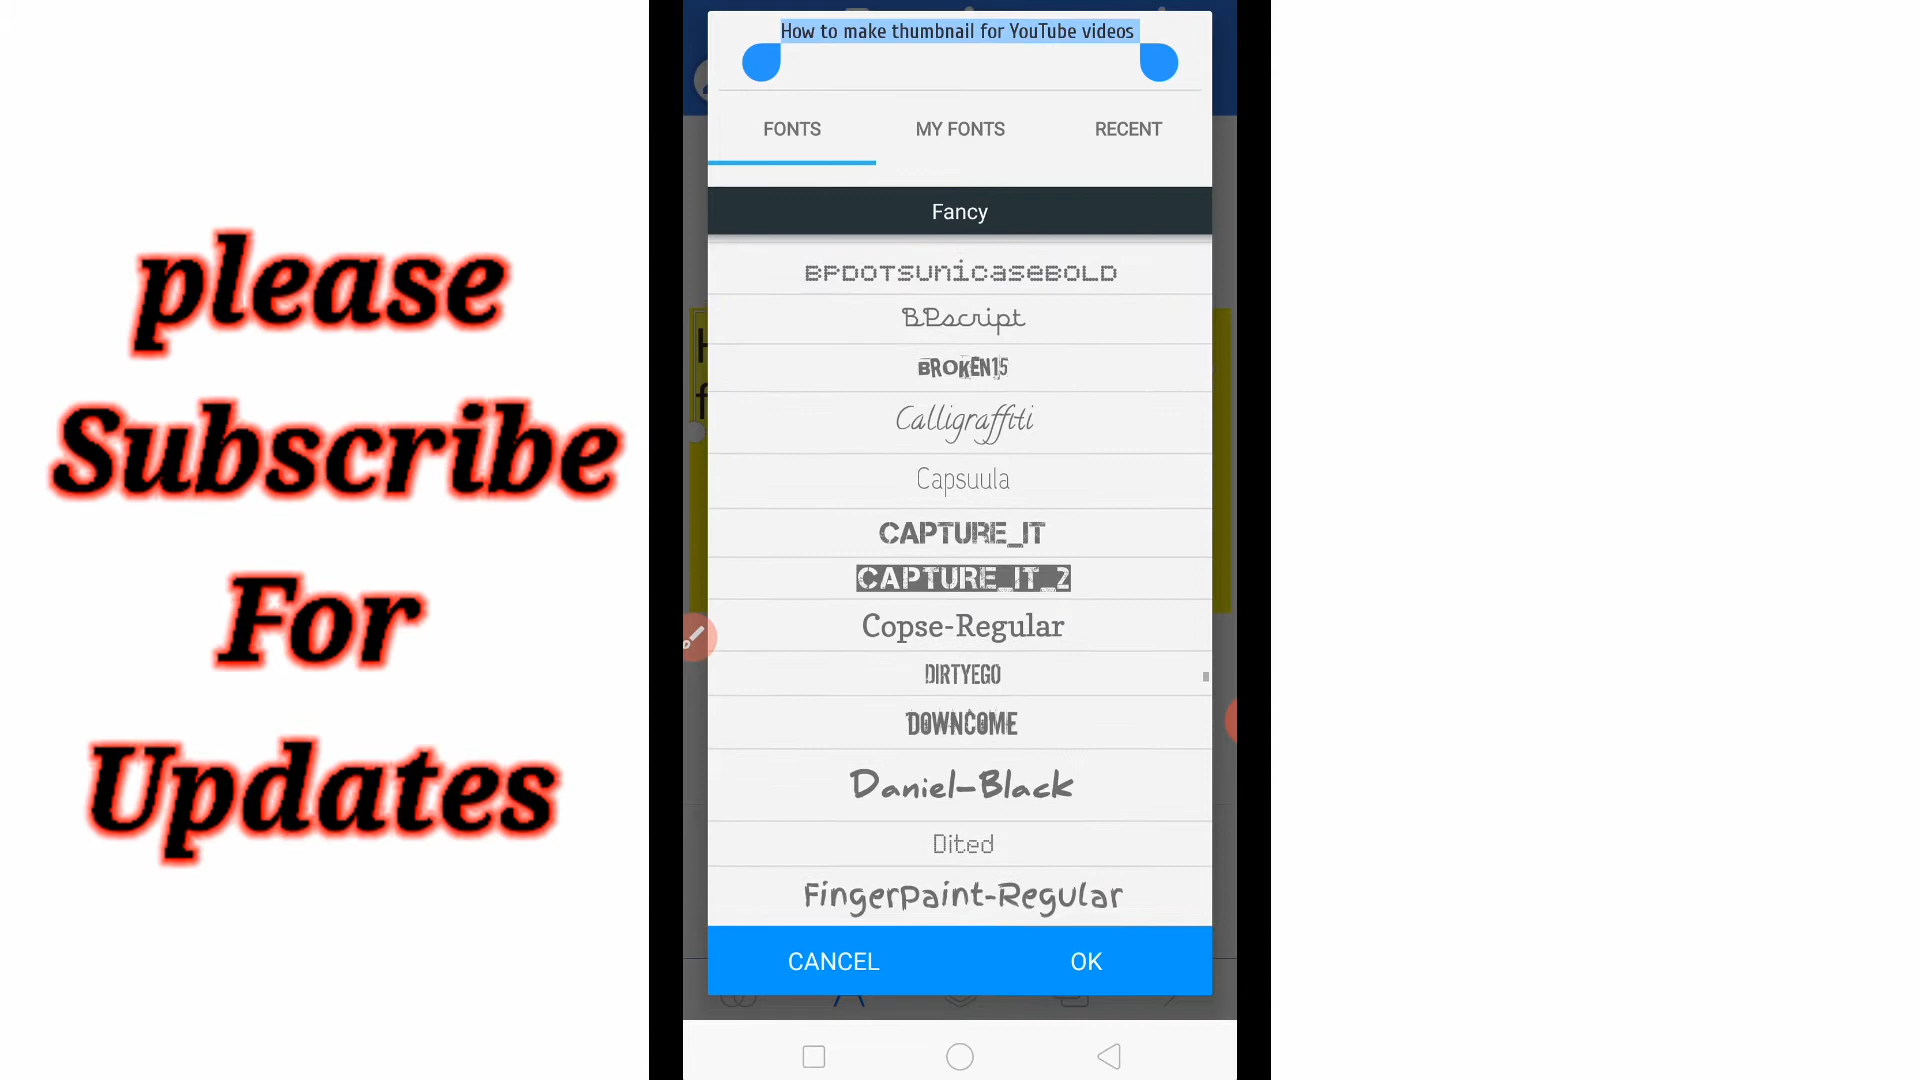 please
Subscribe
For
Updates
How to make thumbnail for YouTube videos
FONTS
MY FONTS
RECENT
Fancy
BPDOTSUNICASEBOLD
BPscript
BROKEN15
Calligraffiti
Capsuula
CAPTURE_IT
CAPTURE_IT_2
Copse-Regular
DIRTYEGO
DOWNCOME
Daniel-Black
Dited
FingerPaint-Regular
CANCEL
OK